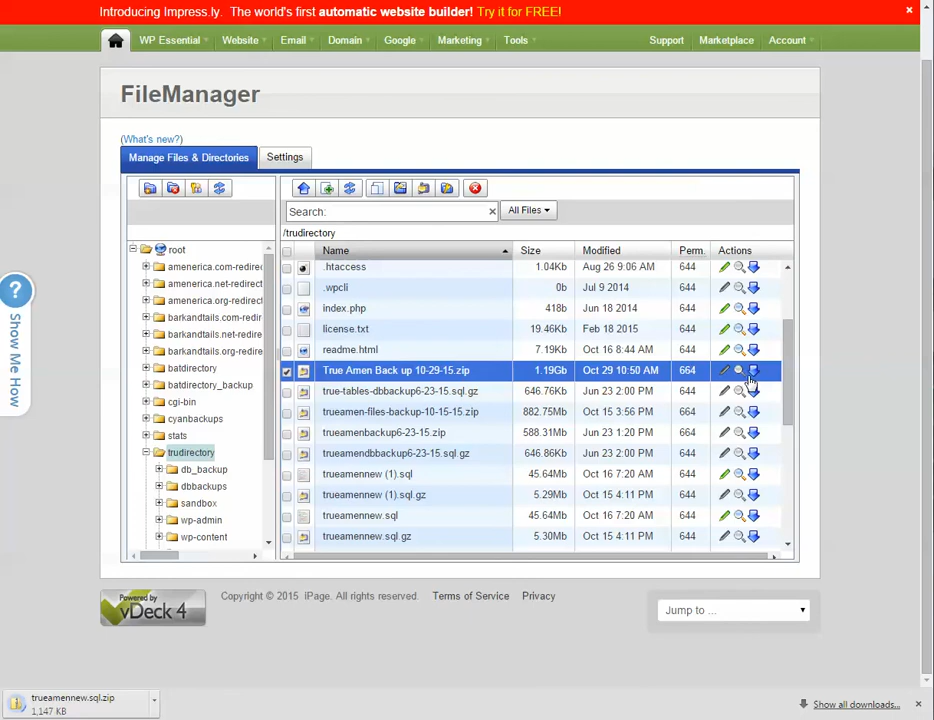 Introducing Impress.ly. The world's first automatic website builder! Try it for FREE!
WP Essential Website Email Domain Google Marketing Tools Support Marketplace Account
FileManager
(What's new?)
Manage Files & Directories Settings
Search: All Files
/trudirectory
Name Size Modified Perm. Actions
root
amenerica.com-redirec
amenerica.net-redirect
amenerica.org-redirect
barkandtails.com-redir
barkandtails.net-redire
barkandtails.org-redire
batdirectory
batdirectory_backup
cgi-bin
cyanbackups
stats
trudirectory
db_backup
dbbackups
sandbox
wp-admin
wp-content
.htaccess 1.04Kb Aug 26 9:06 AM 644
.wpcli 0b Jul 9 2014 644
index.php 418b Jun 18 2014 644
license.txt 19.46Kb Feb 18 2015 644
readme.html 7.19Kb Oct 16 8:44 AM 644
True Amen Back up 10-29-15.zip 1.19Gb Oct 29 10:50 AM 664
true-tables-dbbackup6-23-15.sql.gz 646.76Kb Jun 23 2:00 PM 644
trueamen-files-backup-10-15-15.zip 882.75Mb Oct 15 3:56 PM 664
trueamenbackup6-23-15.zip 588.31Mb Jun 23 1:20 PM 664
trueamendbbackup6-23-15.sql.gz 646.86Kb Jun 23 2:00 PM 644
trueamennew (1).sql 45.64Mb Oct 16 7:20 AM 644
trueamennew (1).sql.gz 5.29Mb Oct 15 4:11 PM 644
trueamennew.sql 45.64Mb Oct 16 7:20 AM 644
trueamennew.sql.gz 5.30Mb Oct 15 4:11 PM 644
? Show Me How
Powered by
vDeck 4
Copyright © 2015 iPage. All rights reserved. Terms of Service Privacy
Jump to ...
trueamennew.sql.zip
1,147 KB
Show all downloads...